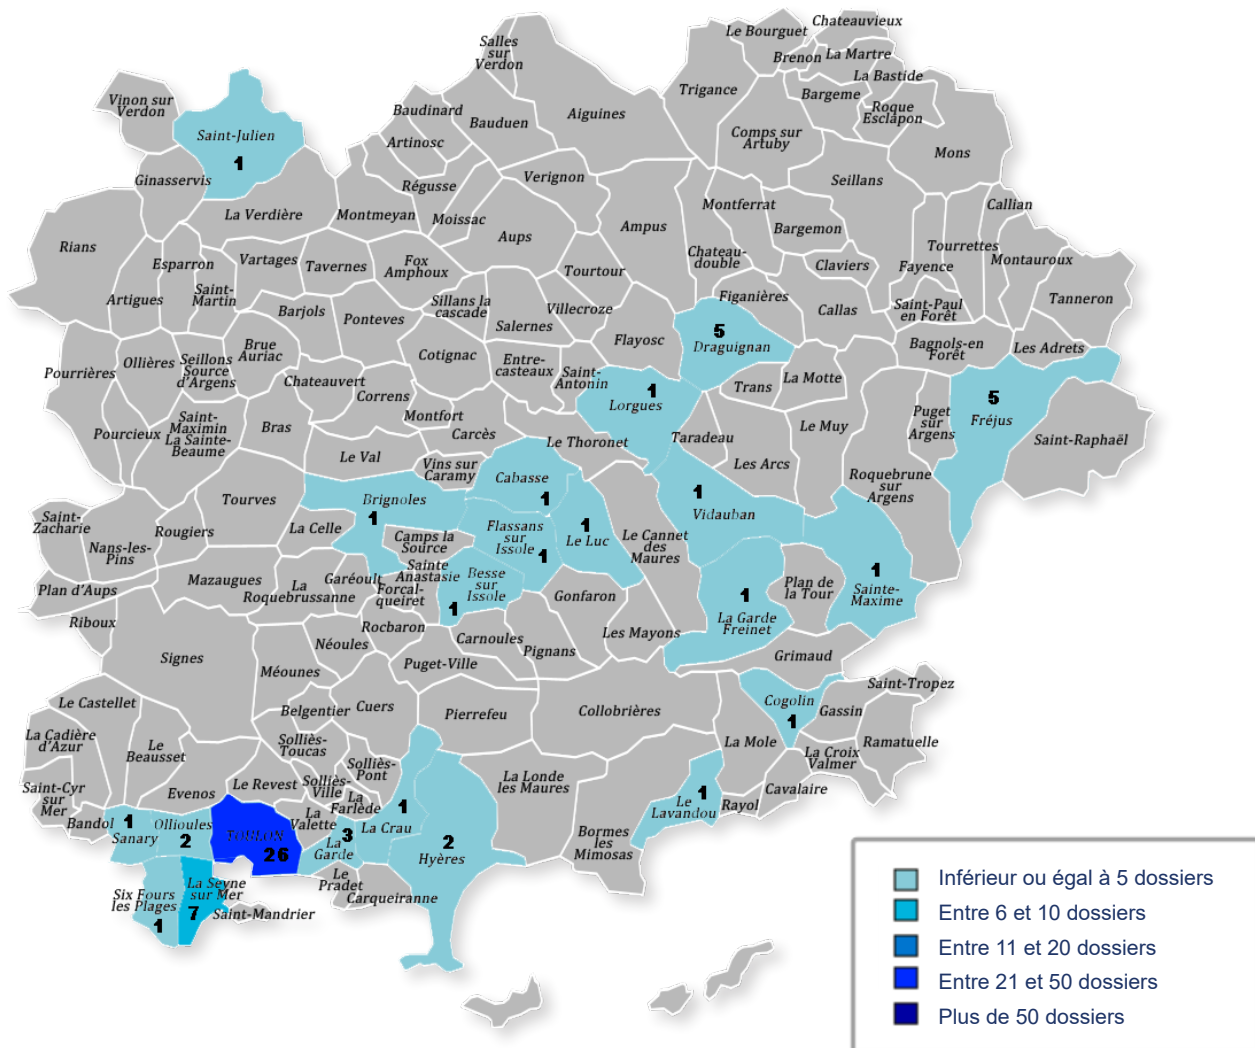 Chateauvieux
Le Bourguet
Salles
sur
Verdon
Brenon
La Martre
La Bastide
Trigance
Bargeme
Roque
Esclapon
Vinon sur
Verdon
Baudinard
Bauduen
Aiguines
Comps sur
Artuby
Saint-Julien
1
Artinosc
Mons
Ginasservis
Régusse
Verignon
Seillans
La Verdière
Montmeyan
Moissac
Aups
Ampus
Montferrat
Bargemon
Callian
Rians
Esparron
Vartages
Tavernes
Fox
Amphoux
Tourtour
Chateau-
double
Claviers
Fayence
Tourrettes
Montauroux
Artigues
Saint-
Martin
Barjols
Ponteves
Sillans la
cascade
Salernes
Villecroze
Figanières
Callas
Saint-Paul
en Forêt
Tanneron
Pourrières
Ollières
Seillons
Source
d'Argens
Brue
Auriac
Cotignac
Entre-
casteaux
Saint-
Antonin
Flayosc
5
Draguignan
Bagnols-en
Forêt
Les Adrets
Chateauvert
Correns
Montfort
1
Lorgues
Trans
La Motte
5
Fréjus
Pourcieux
Saint-
Maximin
La Sainte-
Beaume
Bras
Carcès
Le Thoronet
Taradeau
Le Muy
Puget
sur
Argens
Saint-Raphaël
Le Val
Vins sur
Caramy
Cabasse
1
Les Arcs
Roquebrune
sur
Argens
Saint-
Zacharie
Nans-les-
Pins
Rougiers
Tourves
La Celle
Brignoles
1
Camps la
Source
Flassans
sur
Issole
1
1
Le Luc
Le Cannet
des
Maures
1
Vidauban
Plan d'Aups
Mazaugues
La
Roquebrussanne
Garéoult
Sainte
Anastasie
Forcal-
queiret
Besse
sur
Issole
1
Gonfaron
1
La Garde
Freinet
Plan de
la Tour
1
Sainte-
Maxime
Riboux
Signes
Néoules
Rocbaron
Carnoules
Pignans
Les Mayons
Grimaud
Méounes
Puget-Ville
Le Castellet
Belgentier
Cuers
Pierrefeu
Collobrières
Cogolin
1
Gassin
Saint-Tropez
La Cadière
d'Azur
Le
Beausset
Solliès-
Toucas
Solliès-
Pont
La Mole
La Croix
Valmer
Ramatuelle
Saint-Cyr
sur
Mer
Evenos
Le Revest
Solliès-
Ville
La
Farlède
La Londe
les Maures
1
Le
Lavandou
Rayol
Cavalaire
Bandol
1
Sanary
Ollioules
2
TOULON
26
La
Valette
3
La
Garde
1
La Crau
2
Hyères
Bormes
les
Mimosas
Six Fours
les Plages
1
La Seyne
sur Mer
7
Saint-Mandrier
Le
Pradet
Carqueiranne
Inférieur ou égal à 5 dossiers
Entre 6 et 10 dossiers
Entre 11 et 20 dossiers
Entre 21 et 50 dossiers
Plus de 50 dossiers